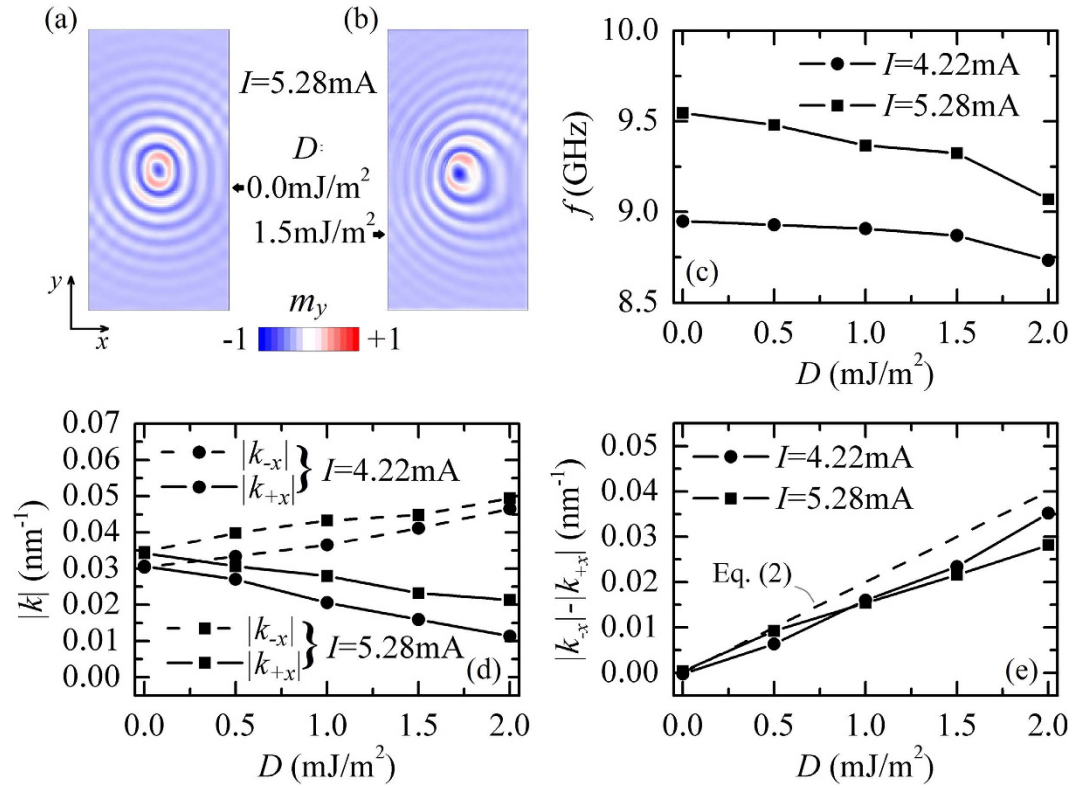 (a)
(b)
I=5.28mA
D:
0.0mJ/m²
1.5mJ/m²
y
x
m_y
-1
+1
10.0
9.5
9.0
8.5
f (GHz)
I=4.22mA
I=5.28mA
(c)
0.0 0.5 1.0 1.5 2.0
D (mJ/m²)
0.07
0.06
0.05
0.04
0.03
0.02
0.01
0.00
|k| (nm⁻¹)
|k₋ₓ|
|k₊ₓ|
} I=4.22mA
|k₋ₓ|
|k₊ₓ|
} I=5.28mA
(d)
0.0 0.5 1.0 1.5 2.0
D (mJ/m²)
0.05
0.04
0.03
0.02
0.01
0.00
|k₋ₓ|-|k₊ₓ| (nm⁻¹)
I=4.22mA
I=5.28mA
Eq. (2)
(e)
0.0 0.5 1.0 1.5 2.0
D (mJ/m²)